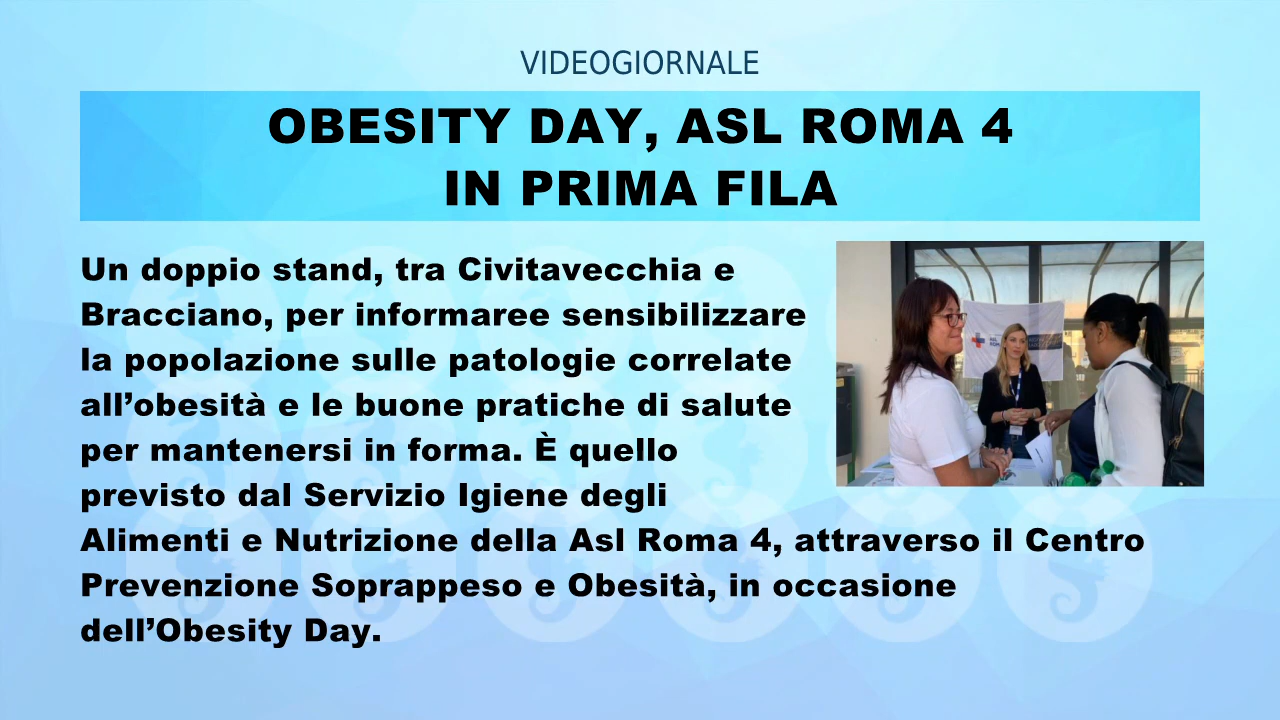 VIDEOGIORNALE
OBESITY DAY, ASL ROMA 4
IN PRIMA FILA
Un doppio stand, tra Civitavecchia e
Bracciano, per informaree sensibilizzare
la popolazione sulle patologie correlate
all’obesità e le buone pratiche di salute
per mantenersi in forma. È quello
previsto dal Servizio Igiene degli
Alimenti e Nutrizione della Asl Roma 4, attraverso il Centro
Prevenzione Soprappeso e Obesità, in occasione
dell’Obesity Day.
ASL
ROMA